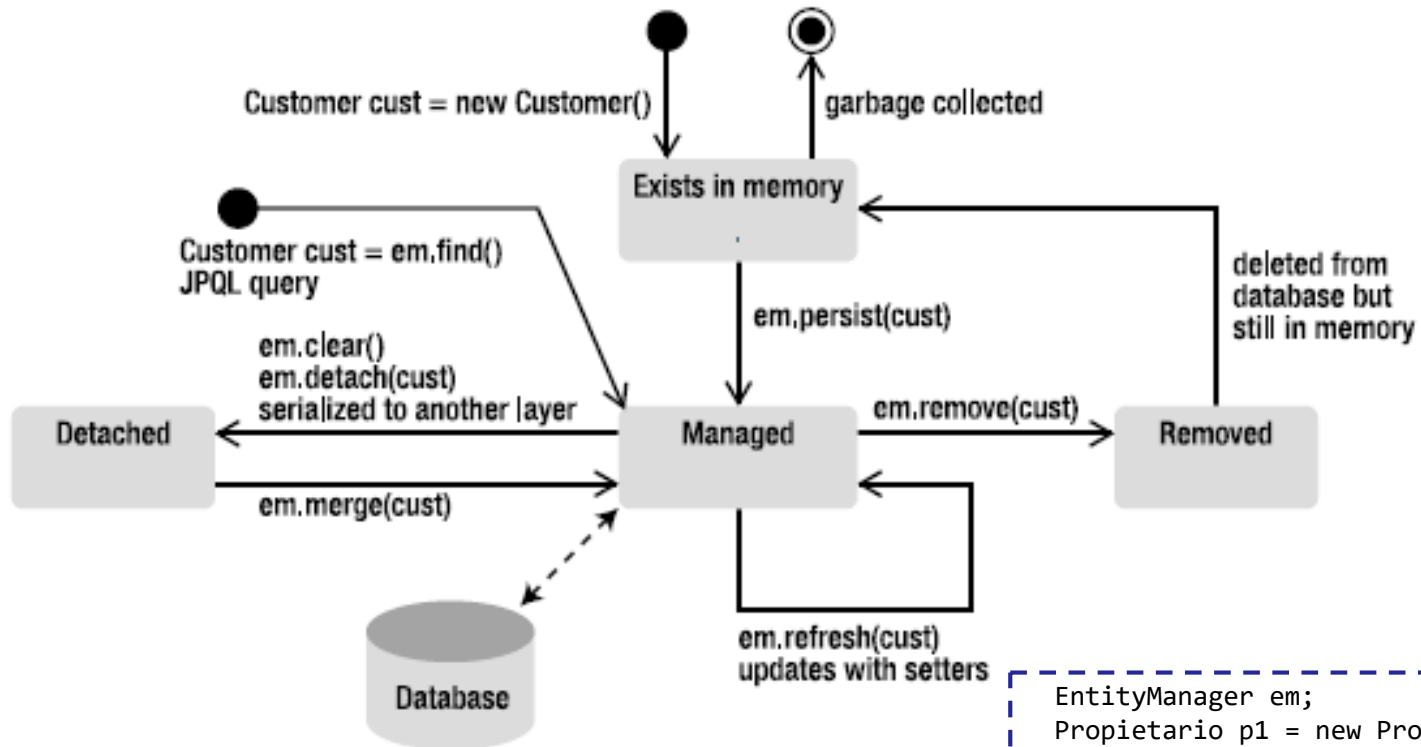 Customer cust = new Customer()
garbage collected
Exists in memory
Customer cust = em.find()
JPQL query
em.persist(cust)
deleted from
database but
still in memory
em.clear()
em.detach(cust)
serialized to another layer
Detached
Managed
em.remove(cust)
Removed
em.merge(cust)
em.refresh(cust)
updates with setters
Database
EntityManager em;
Propietario p1 = new Pro